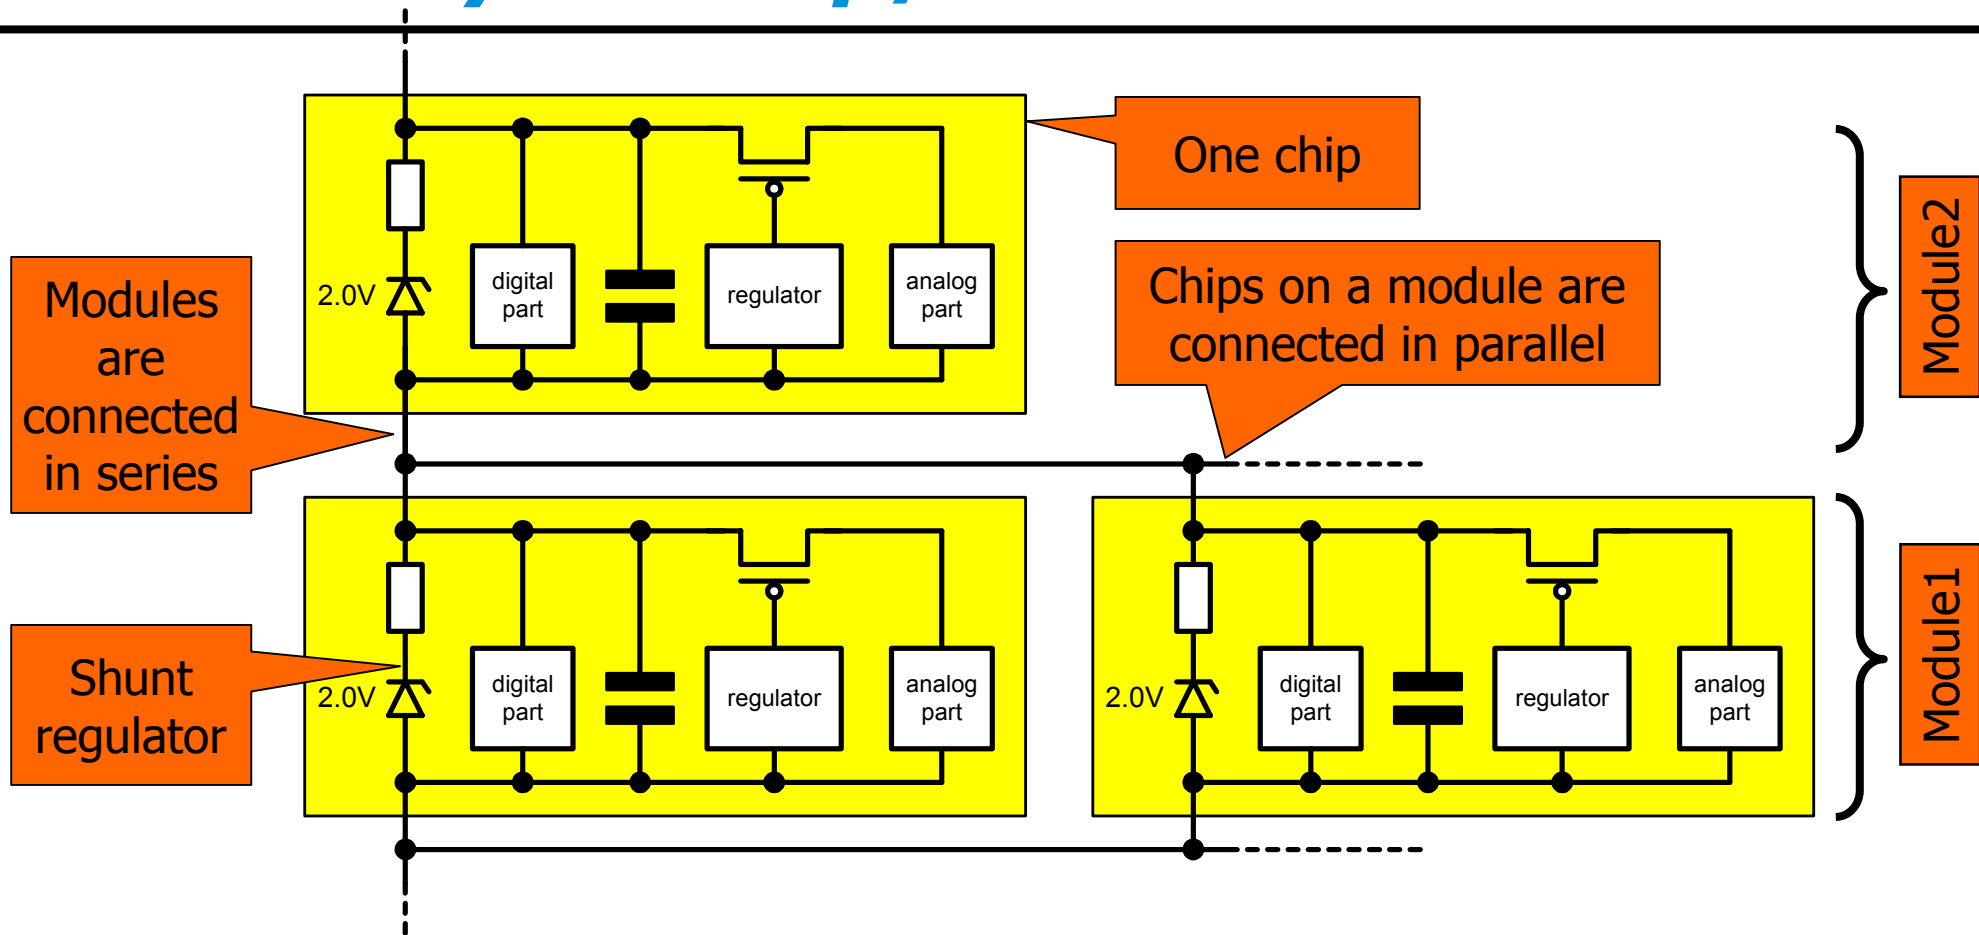 One chip
Module2
Modules
are
connected
in series
2.0V
digital
part
regulator
analog
part
Chips on a module are
connected in parallel
Shunt
regulator
2.0V
digital
part
regulator
analog
part
2.0V
digital
part
regulator
analog
part
Module1